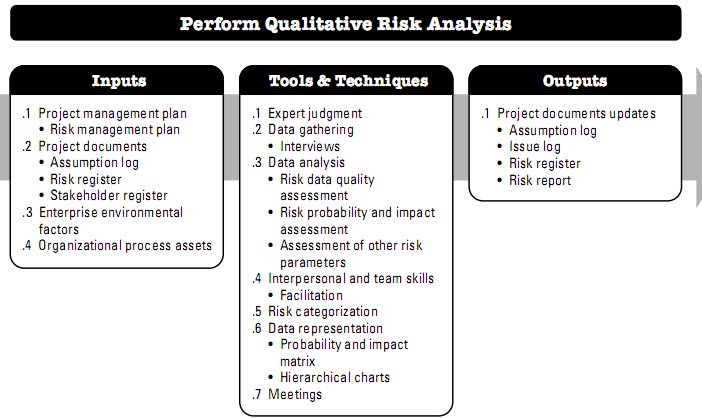 Perform Qualitative Risk Analysis
Inputs
.1 Project management plan
• Risk management plan
.2 Project documents
• Assumption log
• Risk register
• Stakeholder register
.3 Enterprise environmental
factors
.4 Organizational process assets
Tools & Techniques
.1 Expert judgment
.2 Data gathering
• Interviews
.3 Data analysis
• Risk data quality
assessment
• Risk probability and impact
assessment
• Assessment of other risk
parameters
.4 Interpersonal and team skills
• Facilitation
.5 Risk categorization
.6 Data representation
• Probability and impact
matrix
• Hierarchical charts
.7 Meetings
Outputs
.1 Project documents updates
• Assumption log
• Issue log
• Risk register
• Risk report